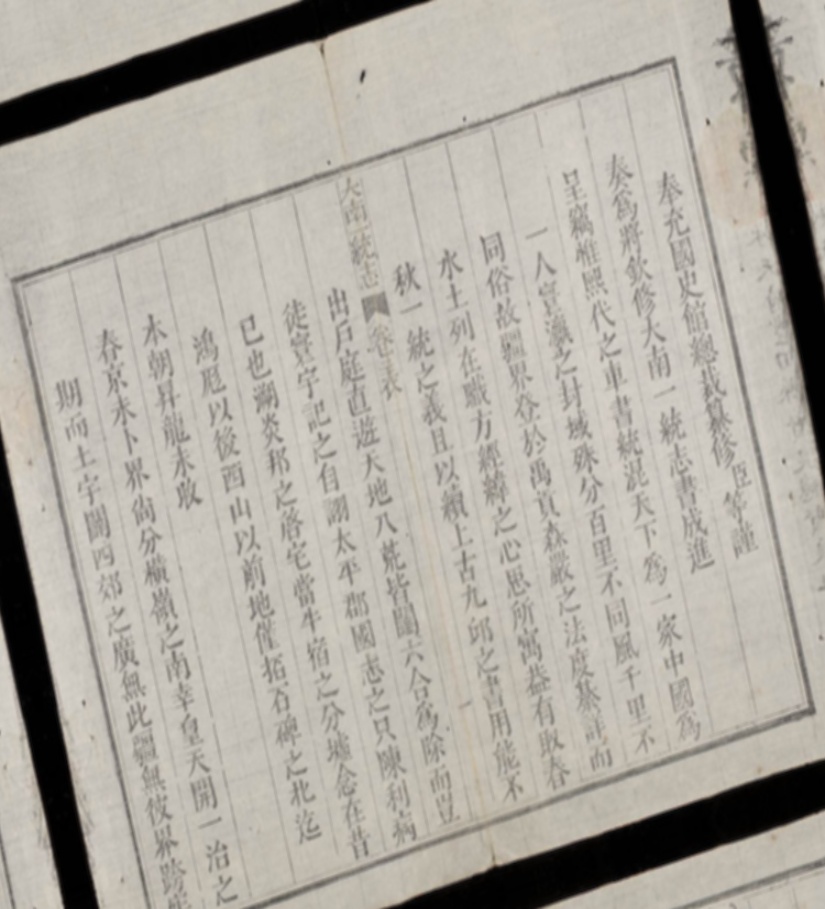 奉充國史館總裁纂修臣等謹
奏爲將欽修大南一統志書成進
呈竊惟熙代之車書統混天下爲一家中國爲
一人寰瀛之封域殊分百里不同風千里不
同俗故疆界登於禹貢森嚴之法度綦詳而
水土列在職方經緯之心思所寓葢有取春
秋一統之義且以續上古九邱之書用能不
大南一統志 卷 表
出戶庭直遊天地八荒皆闥六合爲除而豈
徒寰宇記之自詡太平郡國志之只陳利病
已也溯炎邦之啓宅當牛宿之分墟念在昔
鴻厖以後西山以前地僅拓石碑之北迄
本朝昇龍未改
春京未卜界尙分橫嶺之南幸皇天開一治之
期而土宇闢四郊之廣無此疆無彼界跨